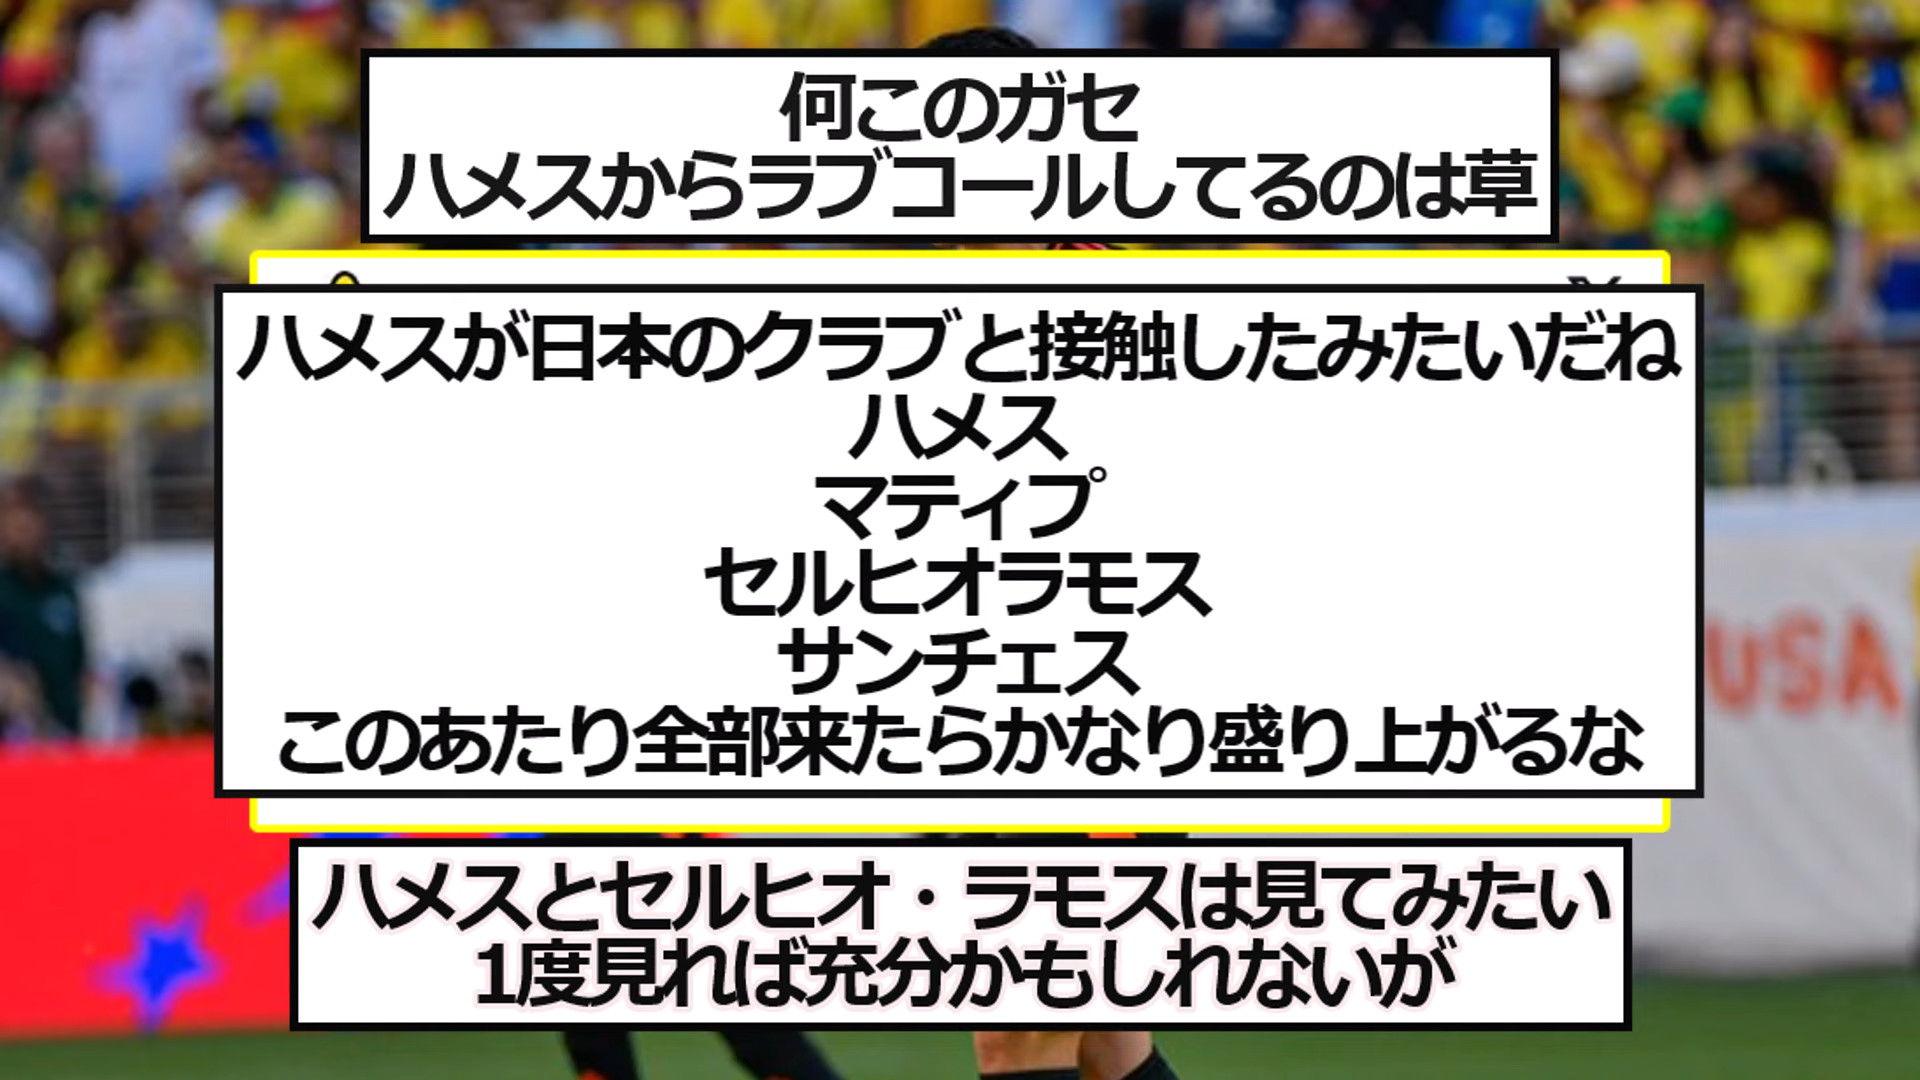 何このガセ
ハメスからラブコールしてるのは草
ハメスが日本のクラブと接触したみたいだね
ハメス
マティプ
セルヒオラモス
サンチェス
このあたり全部来たらかなり盛り上がるな
USA
ハメスとセルヒオ・ラモスは見てみたい
1度見れば充分かもしれないが